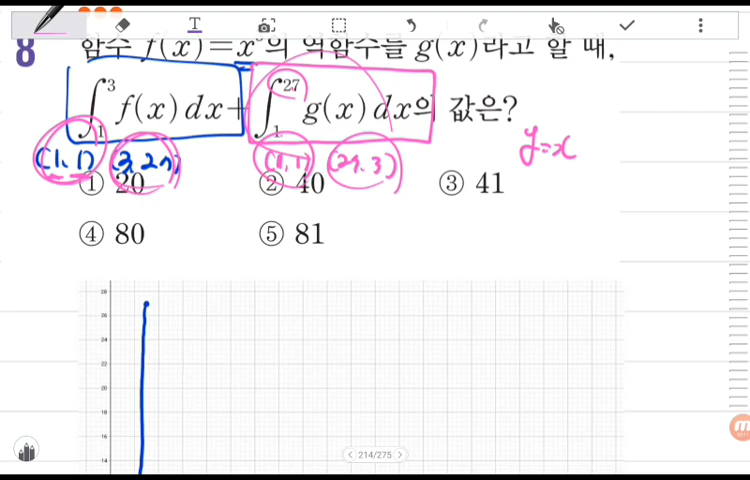 8 함수 f(x)=x³의 역함수를 g(x)라고 할 때,
∫₁³ f(x)dx + ∫₁²⁷ g(x)dx의 값은?
y=x
(1, 1) (3, 27) (1, 1) (27, 3)
① 20 ② 40 ③ 41
④ 80 ⑤ 81
28
26
24
22
20
18
16
14
214/275